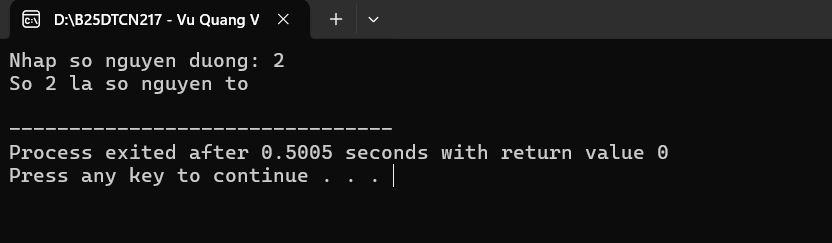 D:\B25DTCN217 - Vu Quang V
Nhap so nguyen duong: 2
So 2 la so nguyen to
--------------------------------
Process exited after 0.5005 seconds with return value 0
Press any key to continue . . .